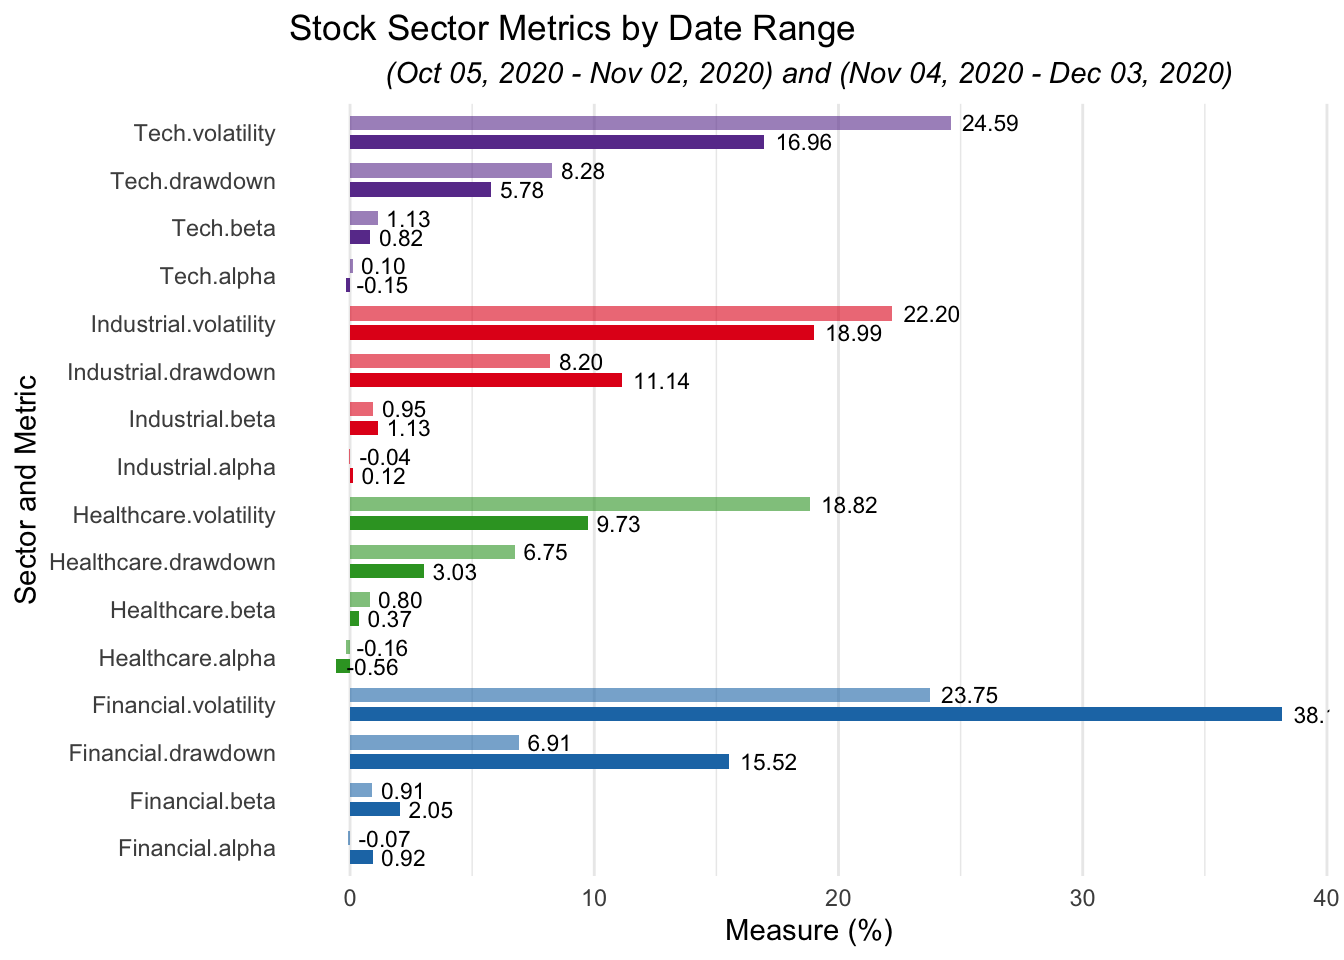 Stock Sector Metrics by Date Range
(Oct 05, 2020 - Nov 02, 2020) and (Nov 04, 2020 - Dec 03, 2020)
Sector and Metric
Tech.volatility
24.59
16.96
Tech.drawdown
8.28
5.78
Tech.beta
1.13
0.82
Tech.alpha
0.10
-0.15
Industrial.volatility
22.20
18.99
Industrial.drawdown
8.20
11.14
Industrial.beta
0.95
1.13
Industrial.alpha
-0.04
0.12
Healthcare.volatility
18.82
9.73
Healthcare.drawdown
6.75
3.03
Healthcare.beta
0.80
0.37
Healthcare.alpha
-0.16
-0.56
Financial.volatility
23.75
Financial.drawdown
6.91
15.52
Financial.beta
0.91
2.05
Financial.alpha
-0.07
0.92
0 10 20 30 40
Measure (%)